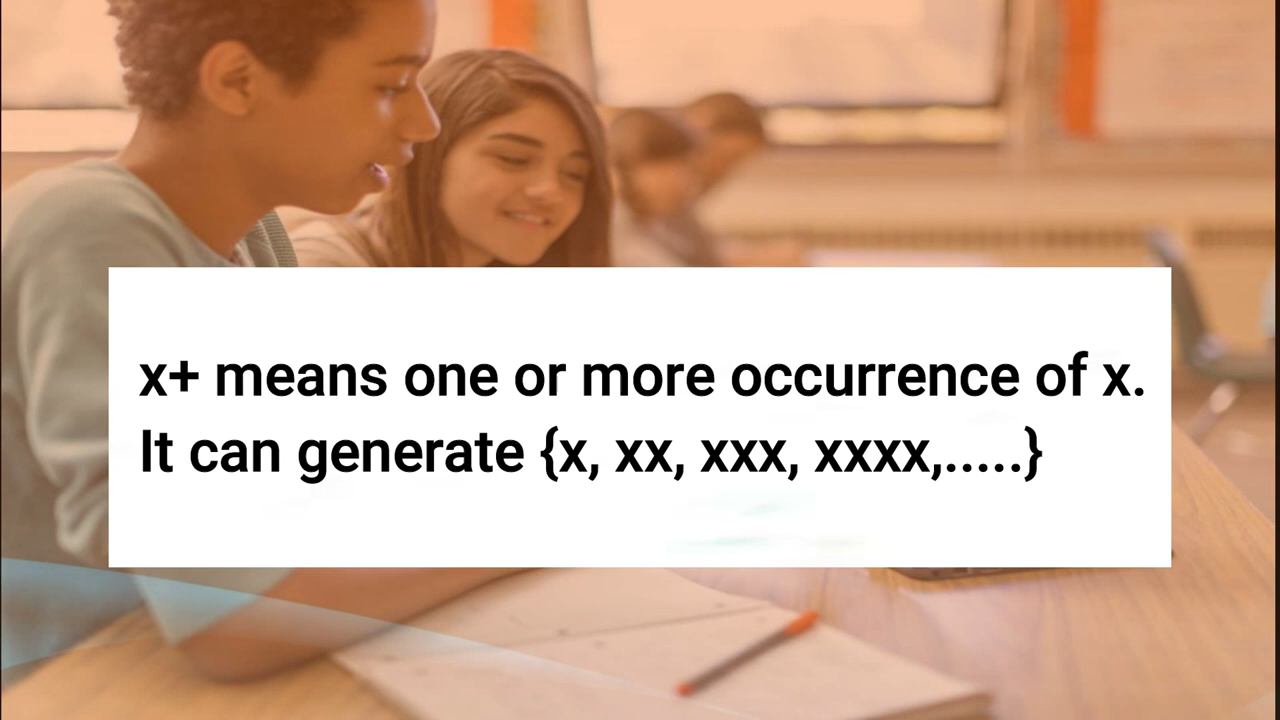 x+ means one or more occurrence of x.
It can generate {x, xx, xxx, xxxx,.....}